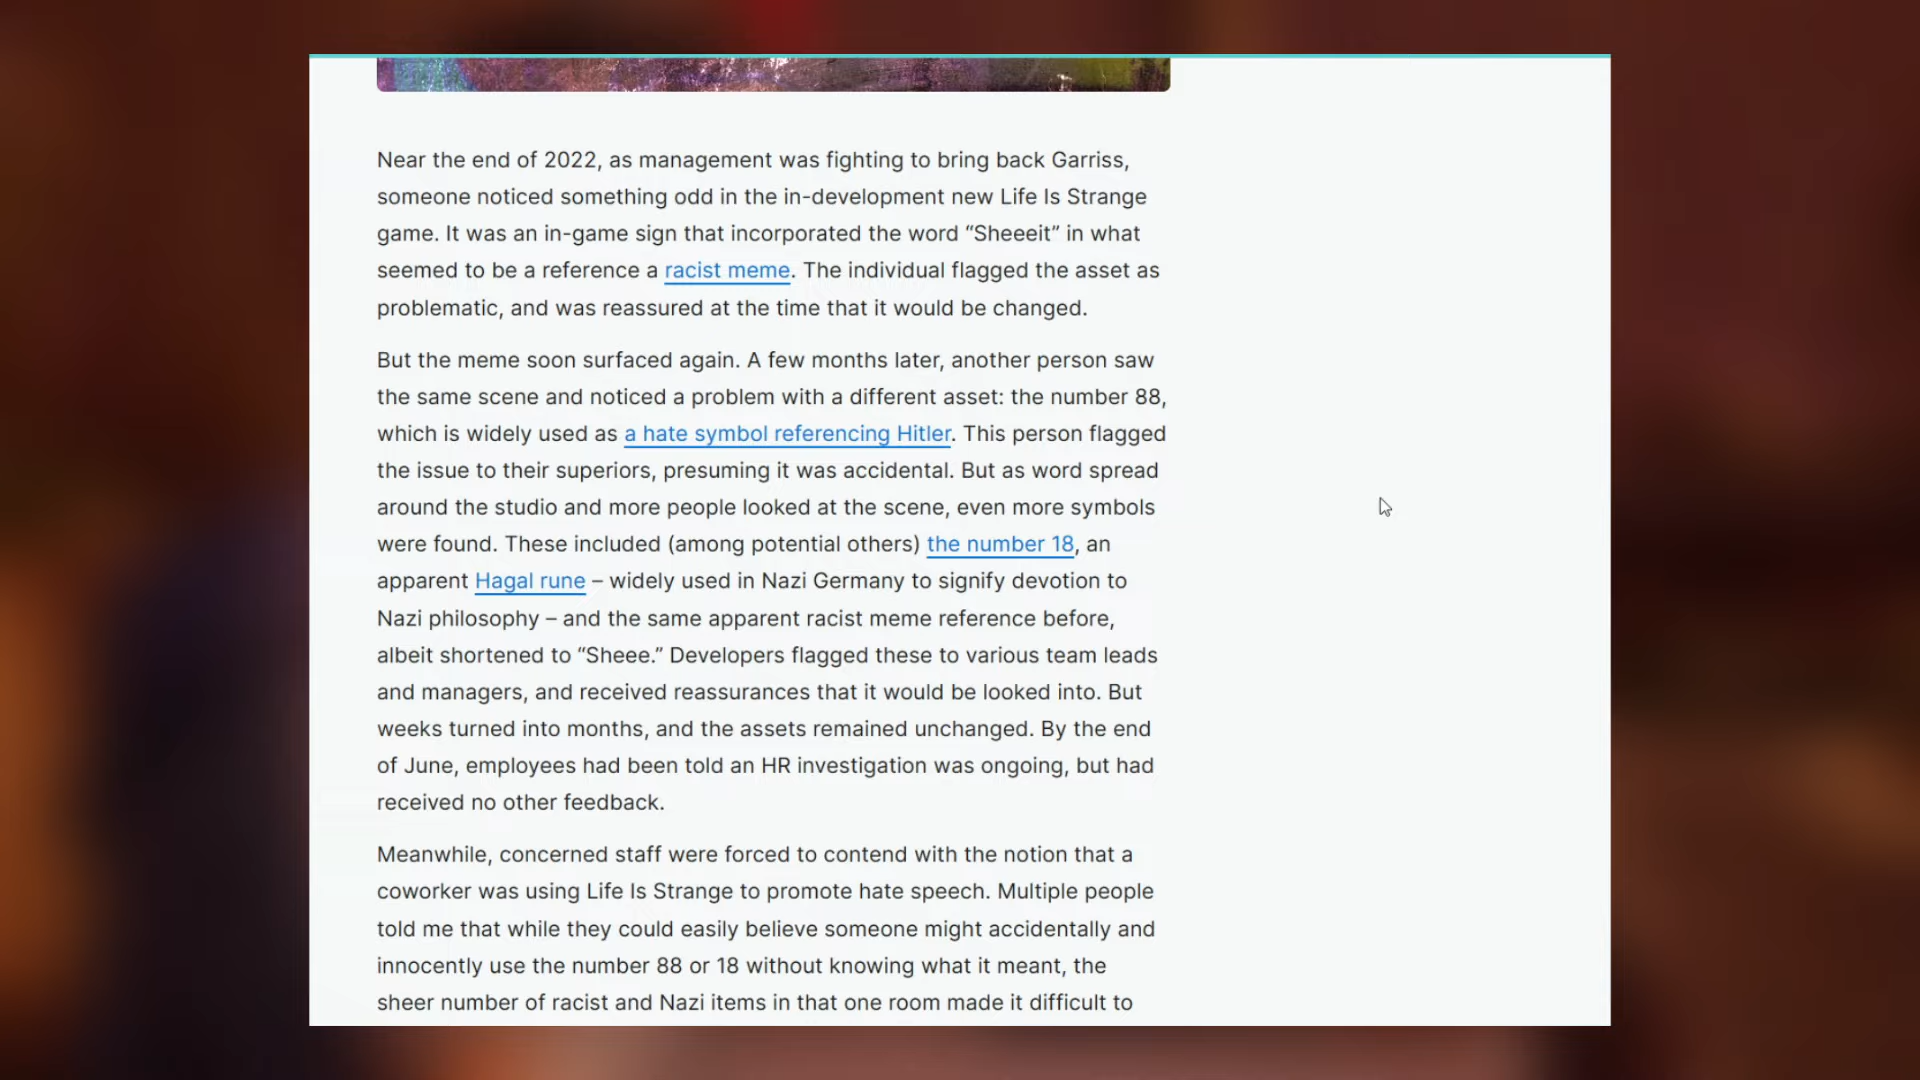 Near the end of 2022, as management was fighting to bring back Garriss,
someone noticed something odd in the in-development new Life Is Strange
game. It was an in-game sign that incorporated the word “Sheeeit” in what
seemed to be a reference a racist meme. The individual flagged the asset as
problematic, and was reassured at the time that it would be changed.
But the meme soon surfaced again. A few months later, another person saw
the same scene and noticed a problem with a different asset: the number 88,
which is widely used as a hate symbol referencing Hitler. This person flagged
the issue to their superiors, presuming it was accidental. But as word spread
around the studio and more people looked at the scene, even more symbols
were found. These included (among potential others) the number 18, an
apparent Hagal rune – widely used in Nazi Germany to signify devotion to
Nazi philosophy – and the same apparent racist meme reference before,
albeit shortened to “Sheee.” Developers flagged these to various team leads
and managers, and received reassurances that it would be looked into. But
weeks turned into months, and the assets remained unchanged. By the end
of June, employees had been told an HR investigation was ongoing, but had
received no other feedback.
Meanwhile, concerned staff were forced to contend with the notion that a
coworker was using Life Is Strange to promote hate speech. Multiple people
told me that while they could easily believe someone might accidentally and
innocently use the number 88 or 18 without knowing what it meant, the
sheer number of racist and Nazi items in that one room made it difficult to